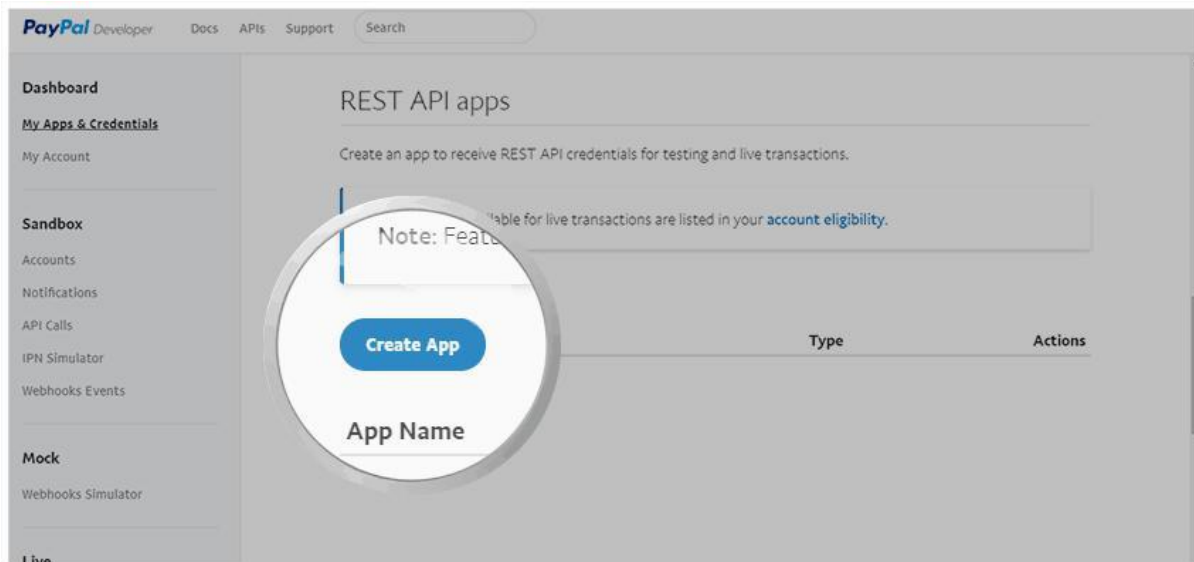 PayPal Developer Docs APIs Support Search
Dashboard
My Apps & Credentials
My Account
Sandbox
Accounts
Notifications
API Calls
IPN Simulator
Webhooks Events
Mock
Webhooks Simulator
Live
REST API apps
Create an app to receive REST API credentials for testing and live transactions.
Note: for live transactions are listed in your account eligibility.
Create App
App Name Type Actions